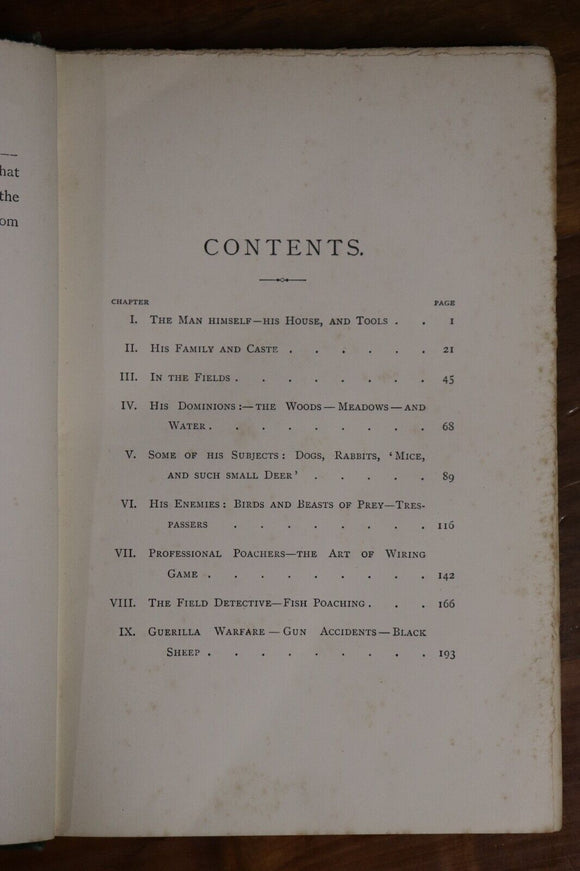 hat
the
om
CONTENTS.
CHAPTER PAGE
I. THE MAN HIMSELF—HIS HOUSE, AND TOOLS . . 1
II. HIS FAMILY AND CASTE . . . . . . 21
III. IN THE FIELDS . . . . . . . . 45
IV. HIS DOMINIONS:—THE WOODS—MEADOWS—AND
WATER . . . . . . . . . 68
V. SOME OF HIS SUBJECTS: DOGS, RABBITS, 'MICE,
AND SUCH SMALL DEER' . . . . . 89
VI. HIS ENEMIES: BIRDS AND BEASTS OF PREY—TRES-
PASSERS . . . . . . . . 116
VII. PROFESSIONAL POACHERS—THE ART OF WIRING
GAME . . . . . . . . . 142
VIII. THE FIELD DETECTIVE—FISH POACHING . . . 166
IX. GUERILLA WARFARE—GUN ACCIDENTS—BLACK
SHEEP . . . . . . . . . 193